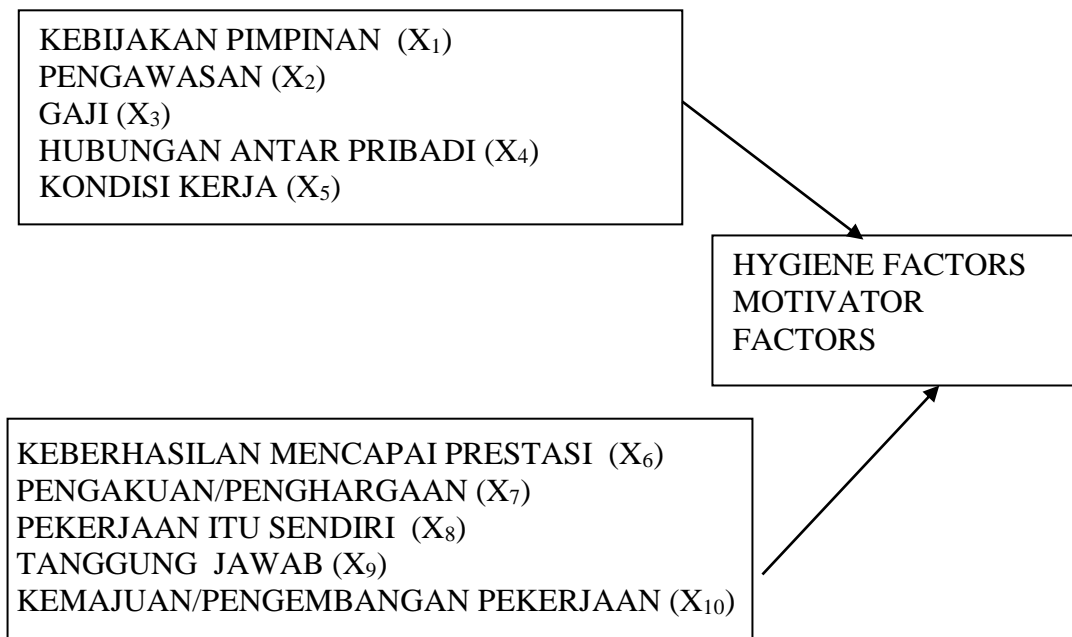 KEBIJAKAN PIMPINAN (X₁)
PENGAWASAN (X₂)
GAJI (X₃)
HUBUNGAN ANTAR PRIBADI (X₄)
KONDISI KERJA (X₅)
HYGIENE FACTORS
MOTIVATOR
FACTORS
KEBERHASILAN MENCAPAI PRESTASI (X₆)
PENGAKUAN/PENGHARGAAN (X₇)
PEKERJAAN ITU SENDIRI (X₈)
TANGGUNG JAWAB (X₉)
KEMAJUAN/PENGEMBANGAN PEKERJAAN (X₁₀)